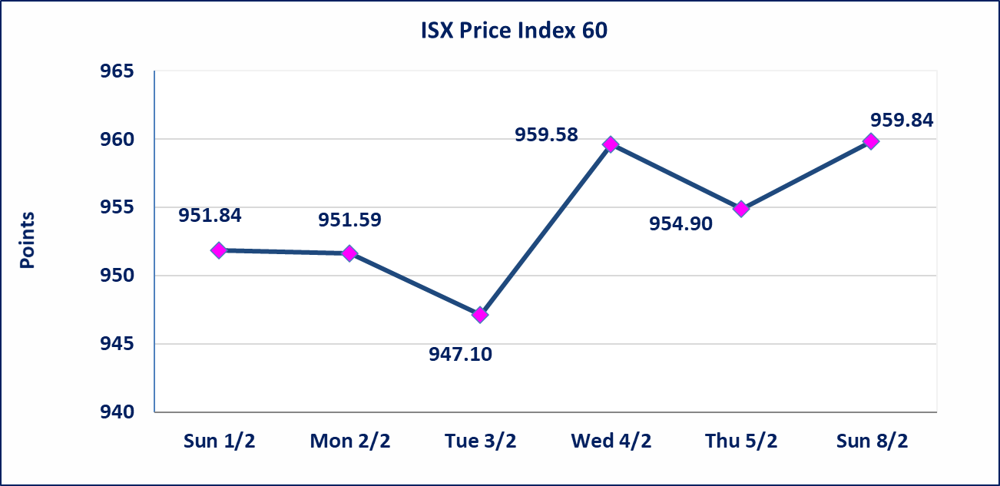 ISX Price Index 60
Points
965
960
955
950
945
940
951.84
951.59
947.10
959.58
954.90
959.84
Sun 1/2
Mon 2/2
Tue 3/2
Wed 4/2
Thu 5/2
Sun 8/2